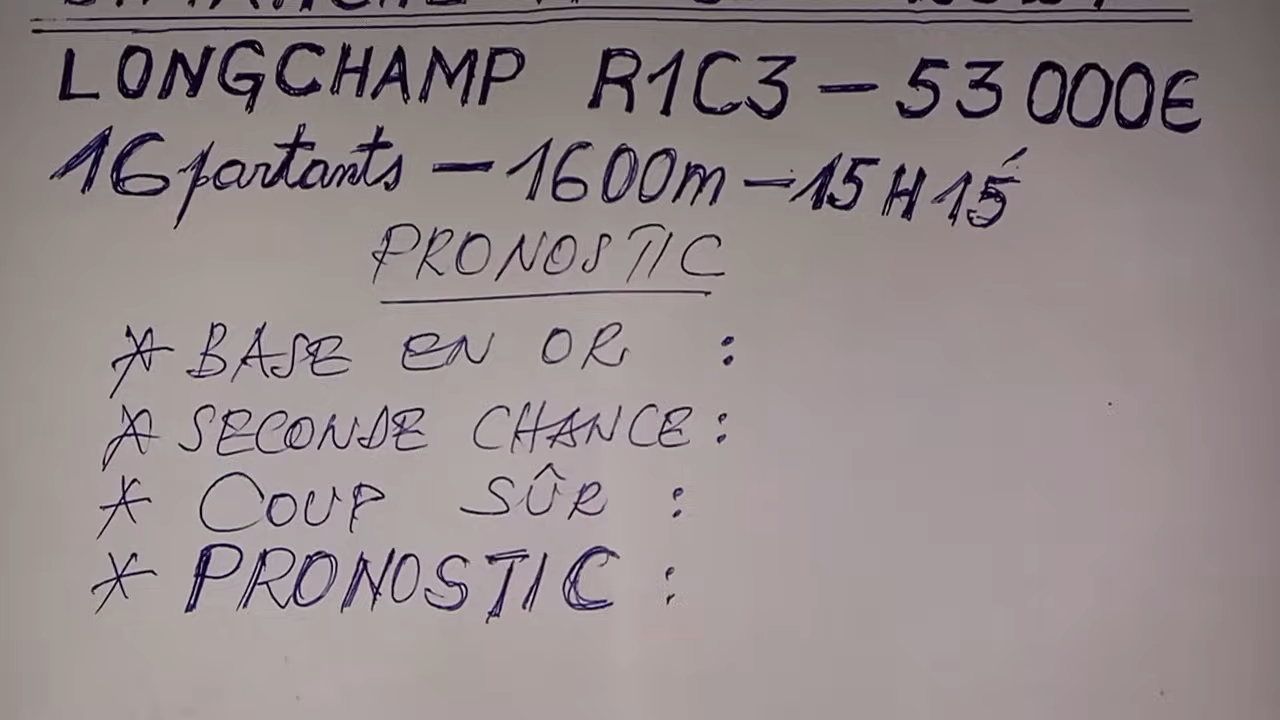 LONGCHAMP R1C3 – 53 000€
16 partants – 1600m – 15H15'
PRONOSTIC
* BASE EN OR :
* SECONDE CHANCE :
* COUP SÛR :
* PRONOSTIC :